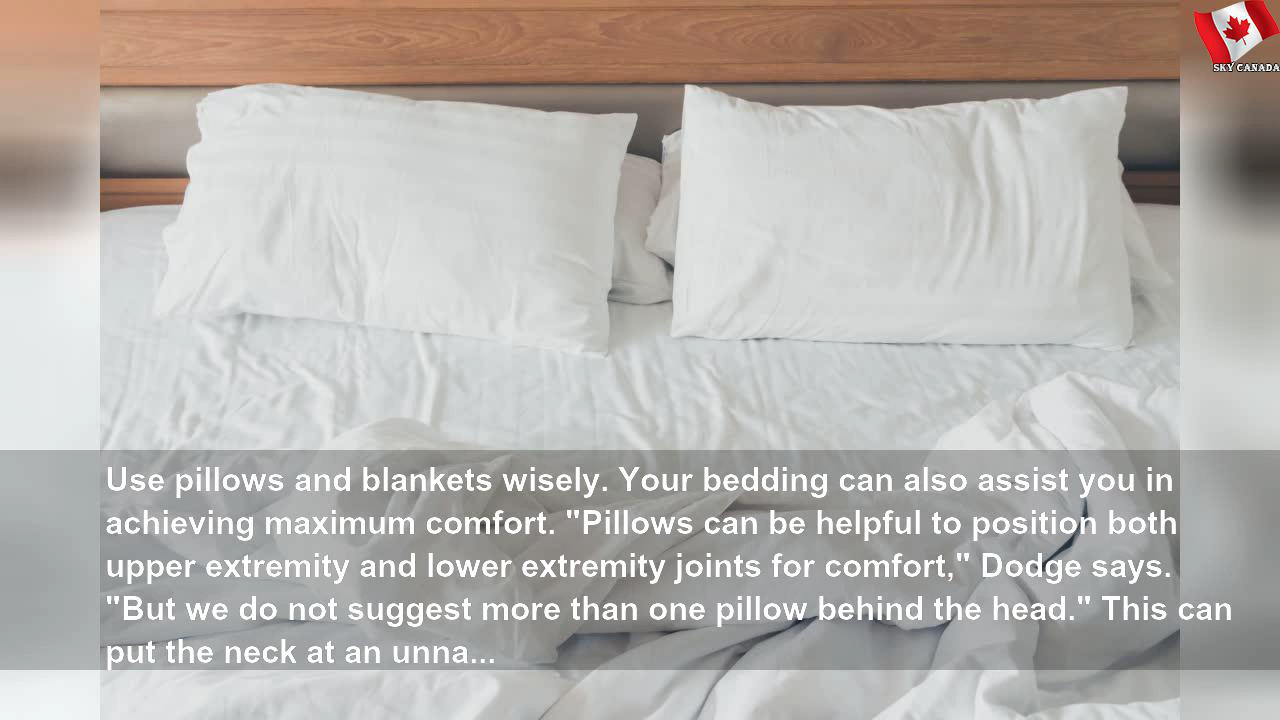 SKY CANADA
Use pillows and blankets wisely. Your bedding can also assist you in
achieving maximum comfort. "Pillows can be helpful to position both
upper extremity and lower extremity joints for comfort," Dodge says.
"But we do not suggest more than one pillow behind the head." This can
put the neck at an unna...